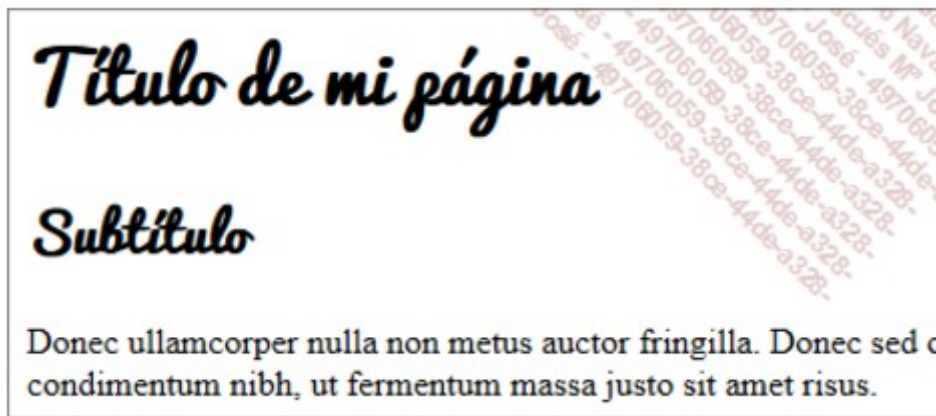 Título de mi página
Subtítulo
Donec ullamcorper nulla non metus auctor fringilla. Donec sed
condimentum nibh, ut fermentum massa justo sit amet risus.